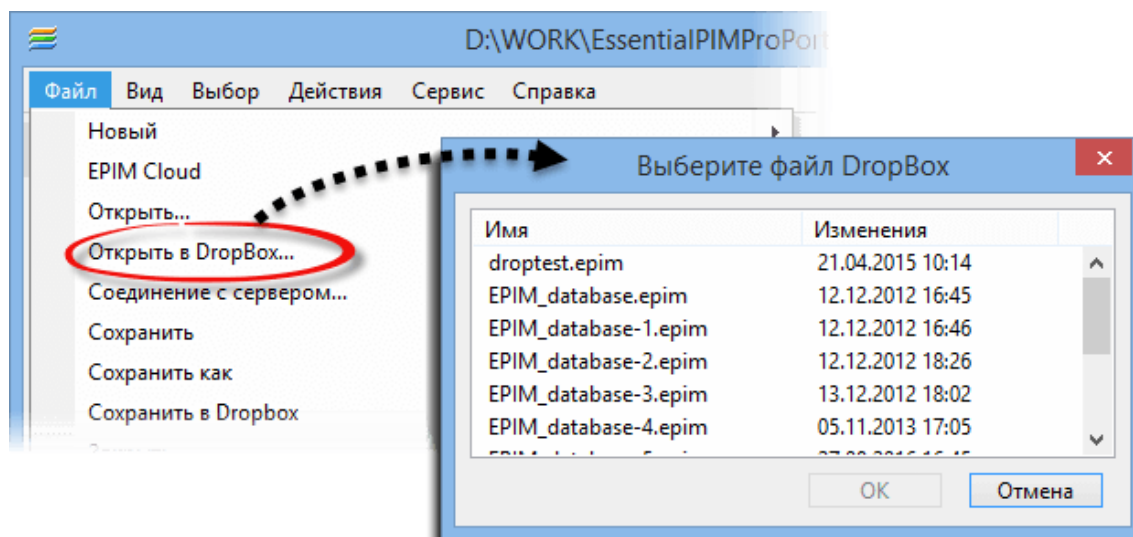 D:\WORK\EssentialPIMProPort
Файл Вид Выбор Действия Сервис Справка
Новый
EPIM Cloud
Открыть...
Открыть в DropBox...
Соединение с сервером...
Сохранить
Сохранить как
Сохранить в Dropbox
Выберите файл DropBox
Имя Изменения
droptest.epim 21.04.2015 10:14
EPIM_database.epim 12.12.2012 16:45
EPIM_database-1.epim 12.12.2012 16:46
EPIM_database-2.epim 12.12.2012 18:26
EPIM_database-3.epim 13.12.2012 18:02
EPIM_database-4.epim 05.11.2013 17:05
OK Отмена